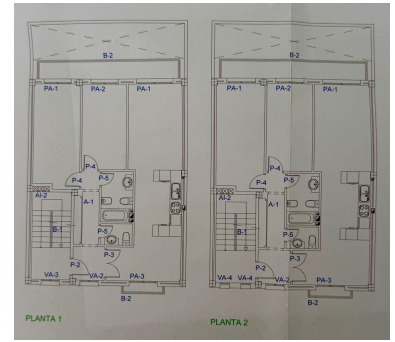 B-2
PA-1 PA-2 PA-1
P-4
P-4 P-5
AI-2
A-1
B-1 P-5
P-3
P-2
VA-3 VA-2 PA-3
B-2
PLANTA 1
B-2
PA-1 PA-2 PA-1
P-5
P-4 P-4
AI-2
A-1
B-1 P-5
P-3
P-2
VA-4 VA-4 VA-2 PA-3
B-2
PLANTA 2